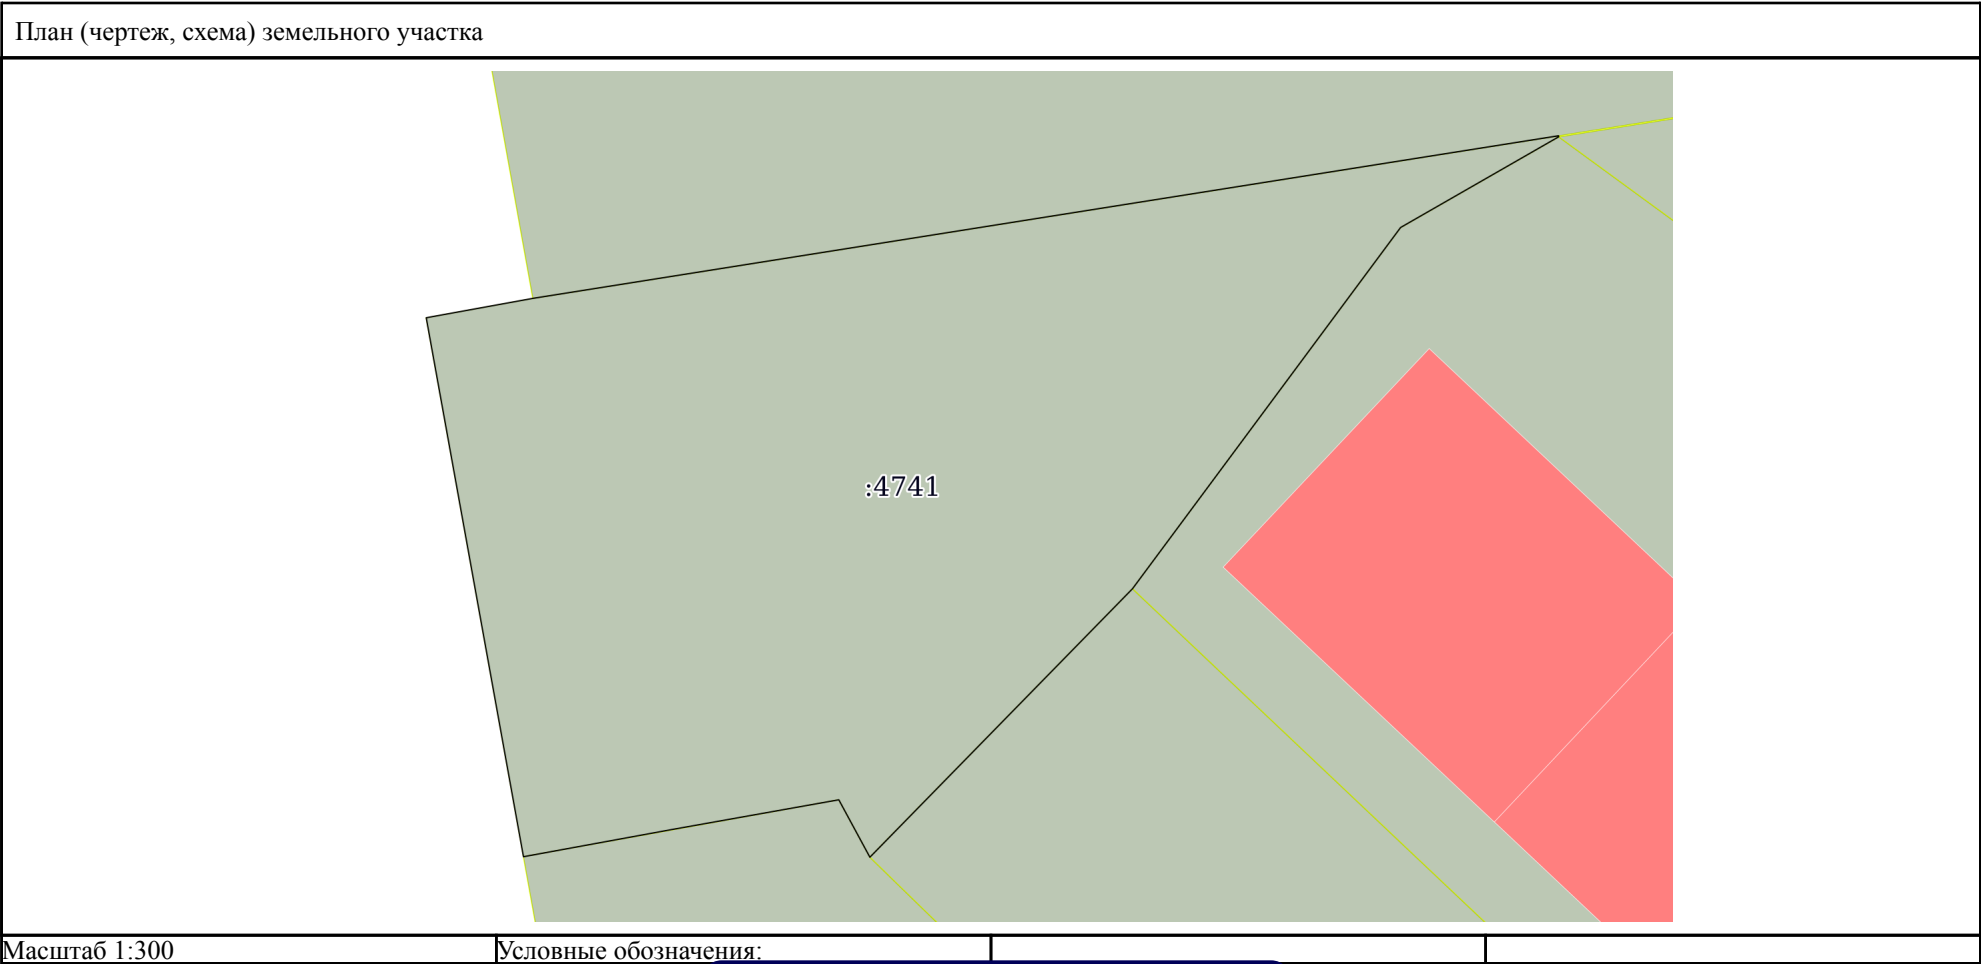 План (чертеж, схема) земельного участка
:4741
Масштаб 1:300
Условные обозначения: